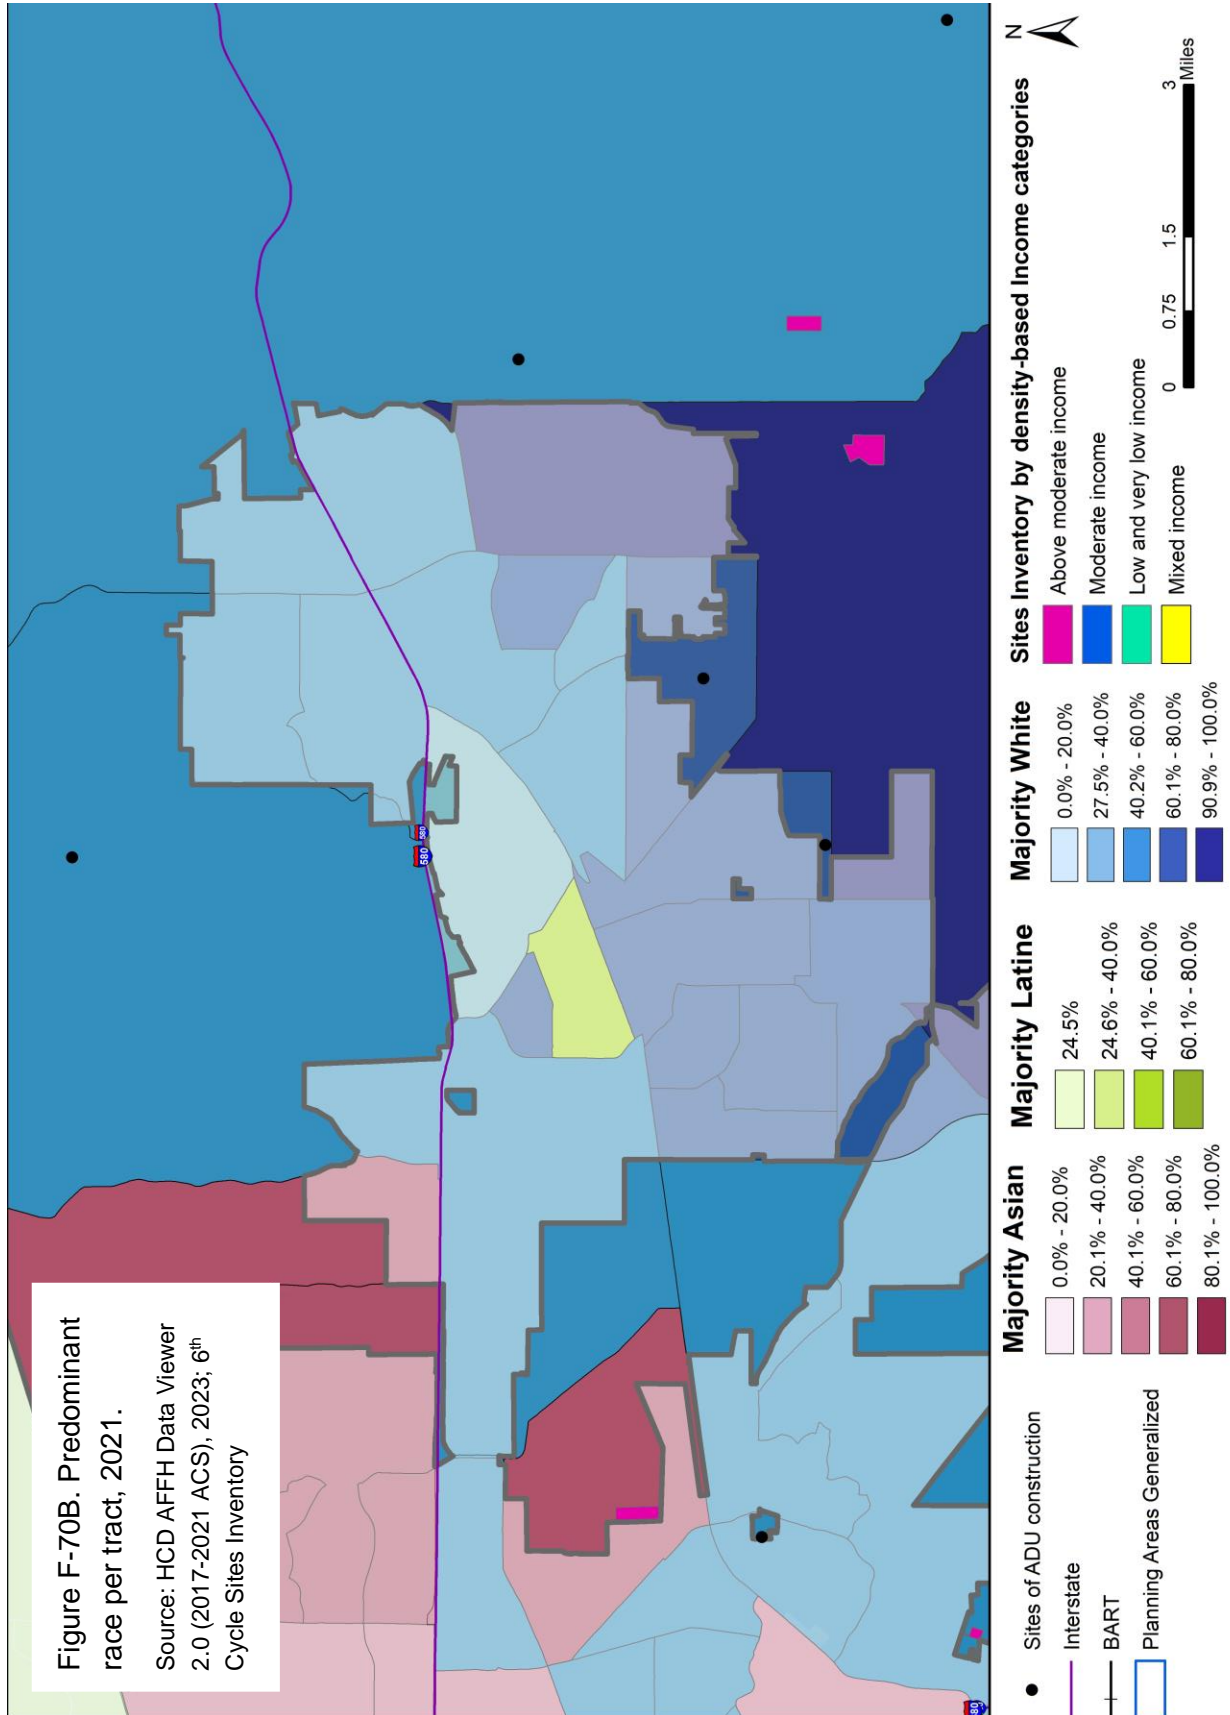 Figure F-70B. Predominant
race per tract, 2021.
Source: HCD AFFH Data Viewer
2.0 (2017-2021 ACS), 2023; 6th
Cycle Sites Inventory
580
580
Sites of ADU construction
Interstate
BART
Planning Areas Generalized
Majority Asian
0.0% - 20.0%
20.1% - 40.0%
40.1% - 60.0%
60.1% - 80.0%
80.1% - 100.0%
Majority Latine
24.5%
24.6% - 40.0%
40.1% - 60.0%
60.1% - 80.0%
Majority White
0.0% - 20.0%
27.5% - 40.0%
40.2% - 60.0%
60.1% - 80.0%
90.9% - 100.0%
Sites Inventory by density-based Income categories
Above moderate income
Moderate income
Low and very low income
Mixed income
N
0 0.75 1.5 3
Miles